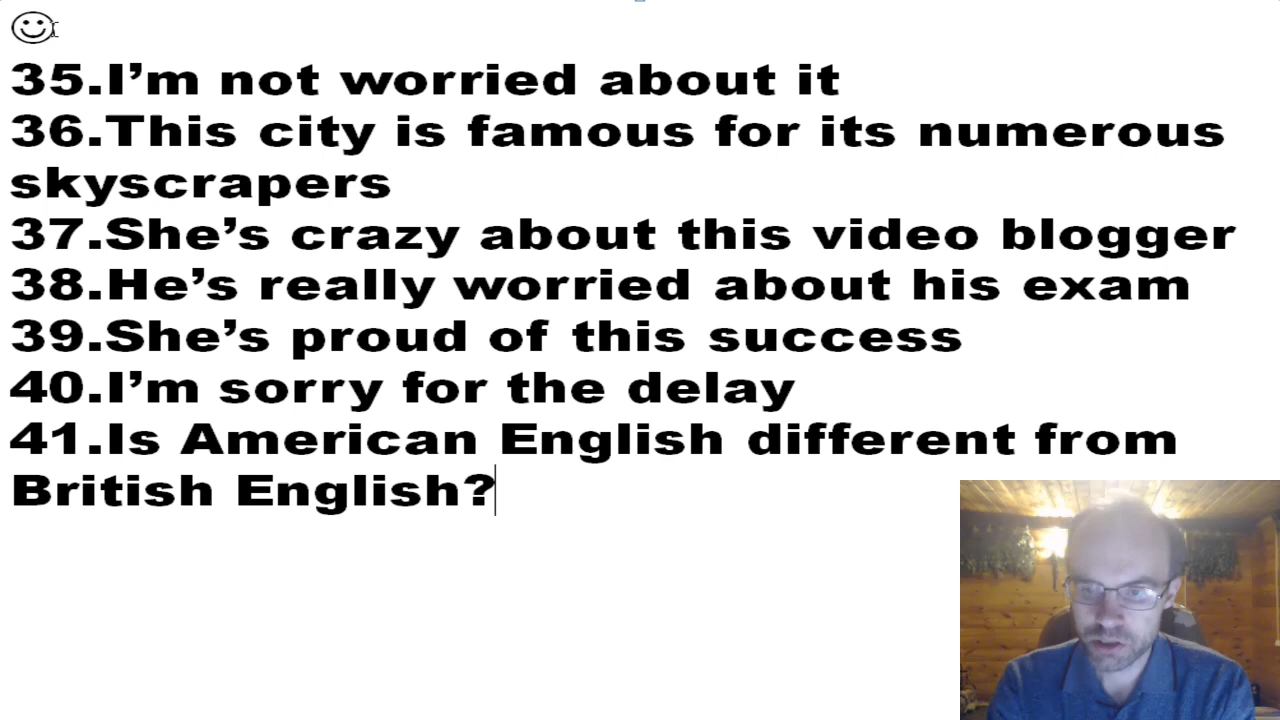 35.I’m not worried about it
36.This city is famous for its numerous
skyscrapers
37.She’s crazy about this video blogger
38.He’s really worried about his exam
39.She’s proud of this success
40.I’m sorry for the delay
41.Is American English different from
British English?